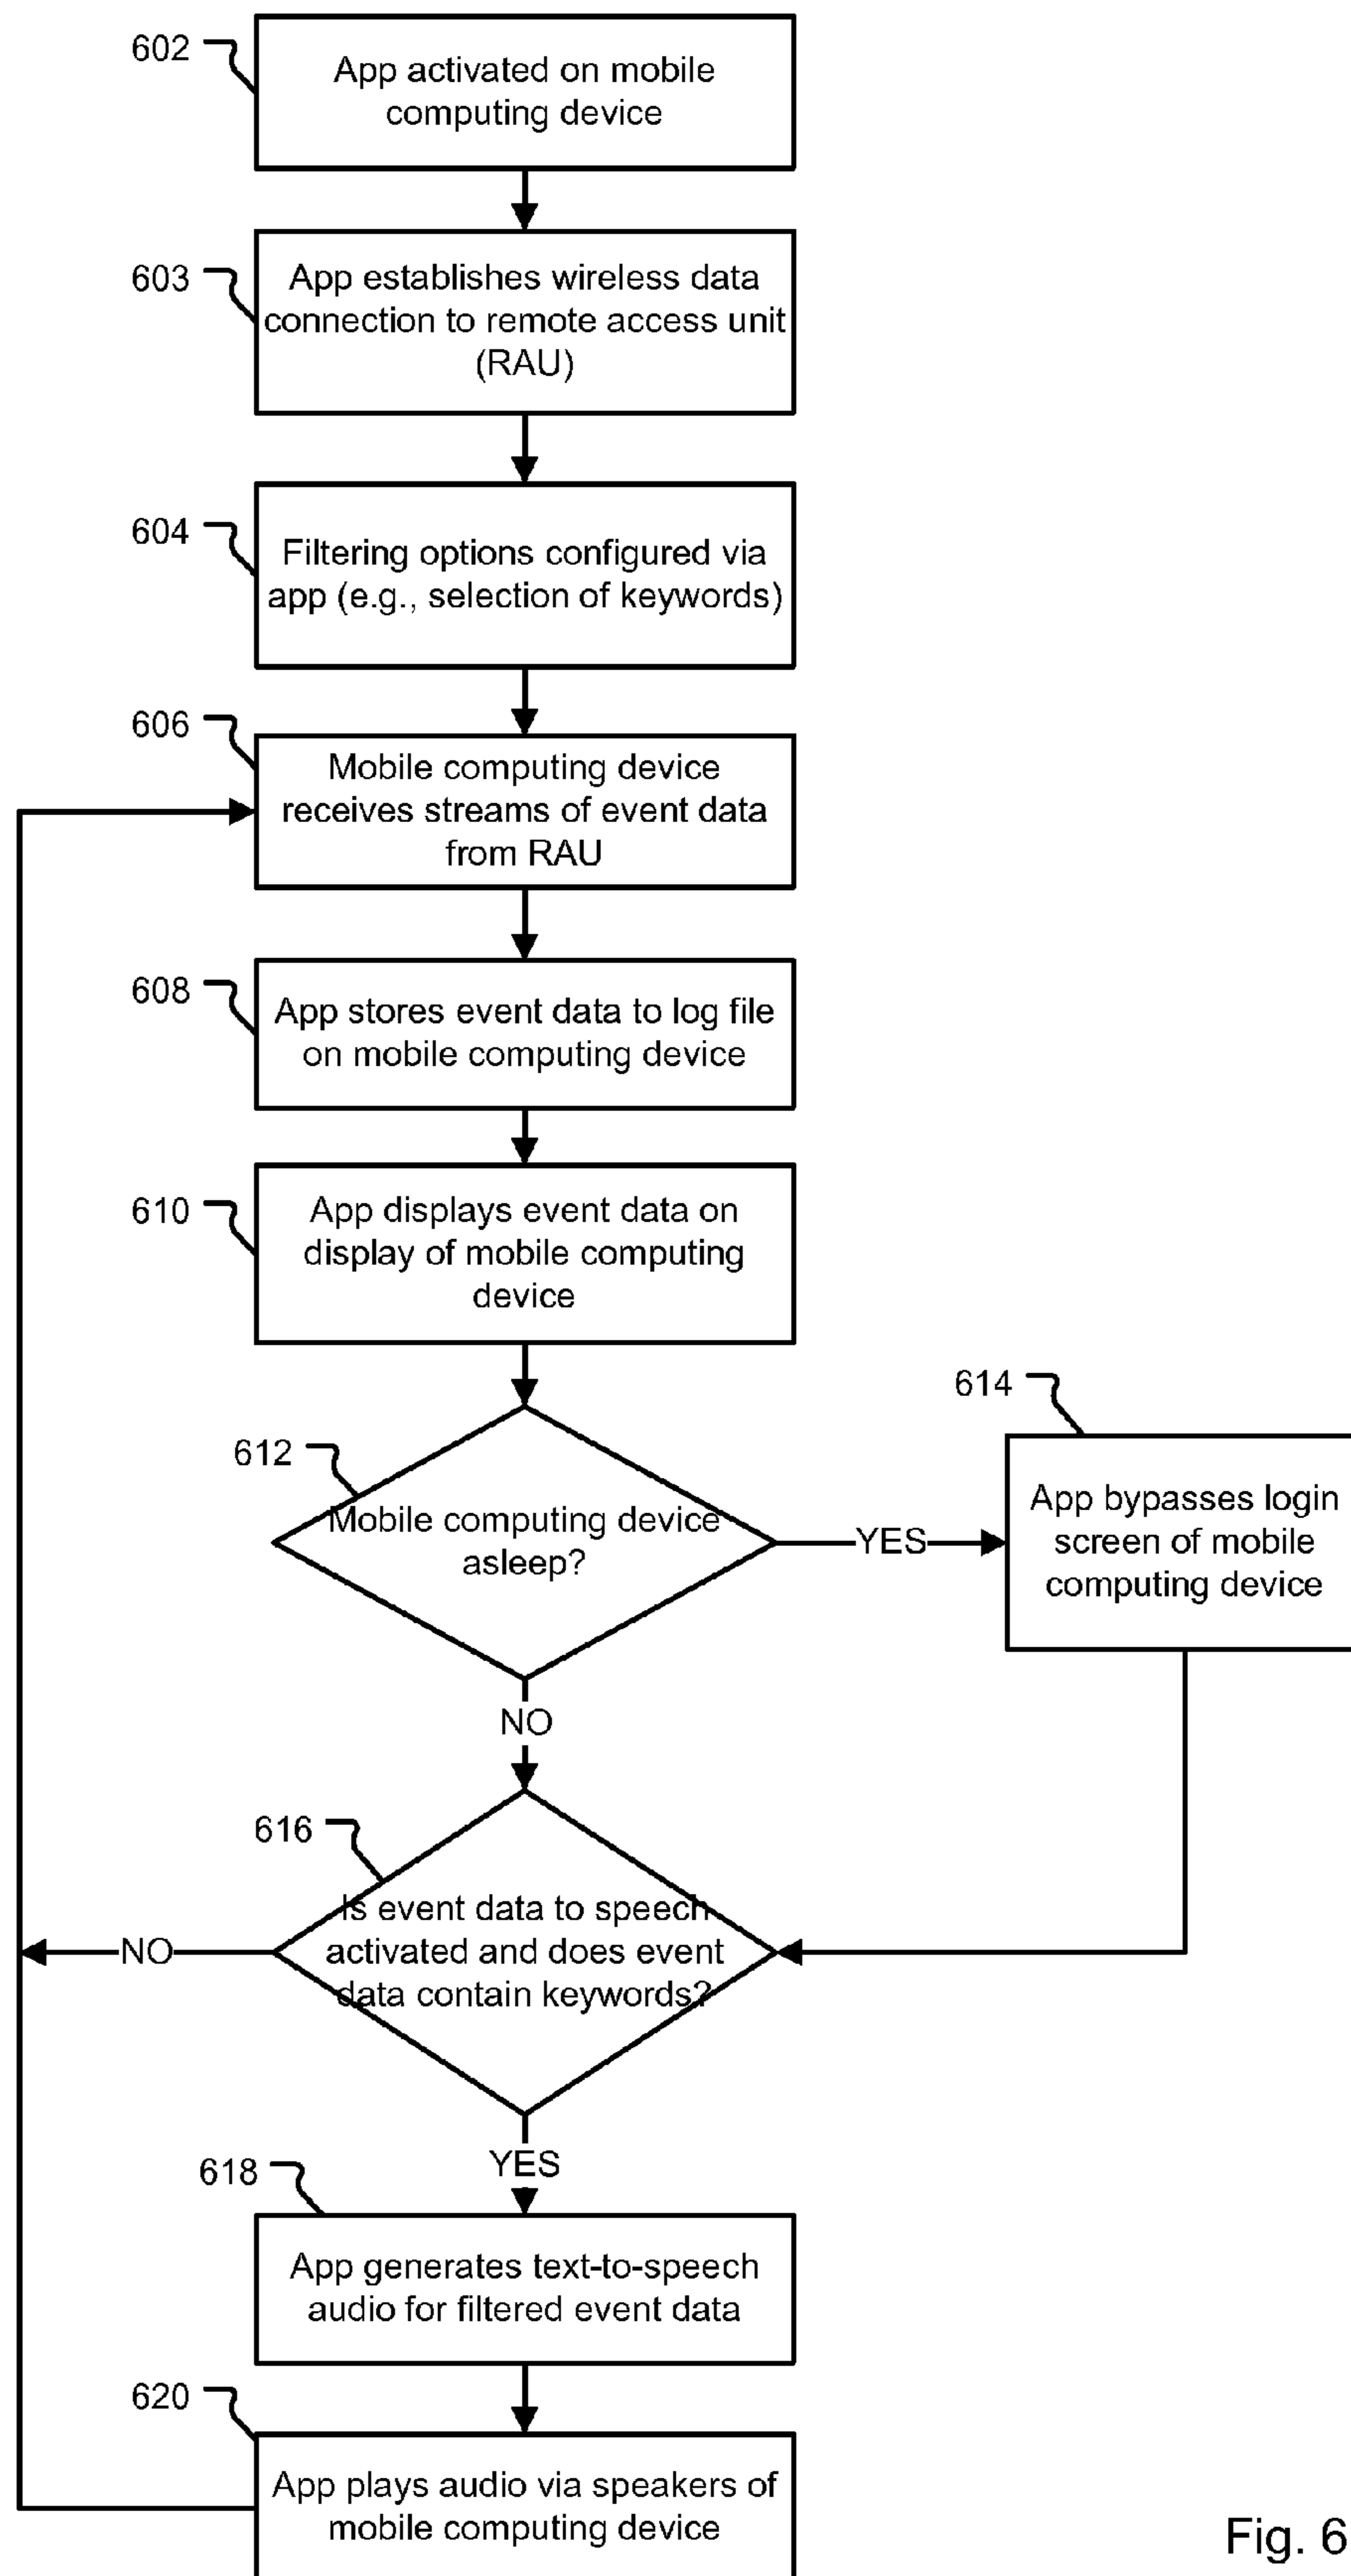 602
App activated on mobile
computing device
603
App establishes wireless data
connection to remote access unit
(RAU)
604
Filtering options configured via
app (e.g., selection of keywords)
606
Mobile computing device
receives streams of event data
from RAU
608
App stores event data to log file
on mobile computing device
610
App displays event data on
display of mobile computing
device
612
Mobile computing device
asleep?
YES
614
App bypasses login
screen of mobile
computing device
NO
616
Is event data to speech
activated and does event
data contain keywords?
NO
YES
618
App generates text-to-speech
audio for filtered event data
620
App plays audio via speakers of
mobile computing device
Fig. 6